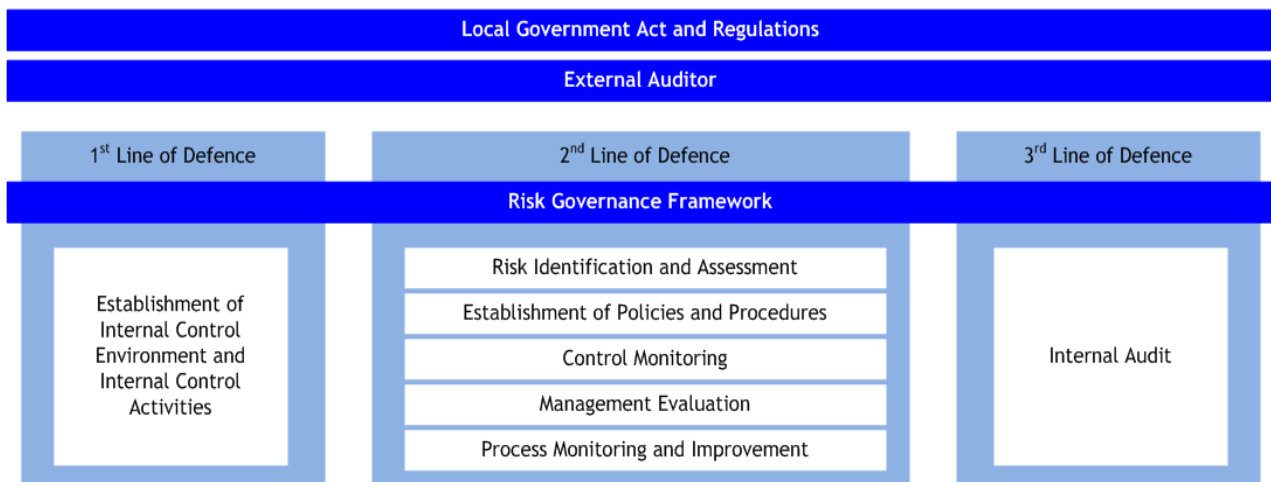 Local Government Act and Regulations
External Auditor
1st Line of Defence
2nd Line of Defence
3rd Line of Defence
Risk Governance Framework
Establishment of
Internal Control
Environment and
Internal Control
Activities
Risk Identification and Assessment
Establishment of Policies and Procedures
Control Monitoring
Management Evaluation
Process Monitoring and Improvement
Internal Audit